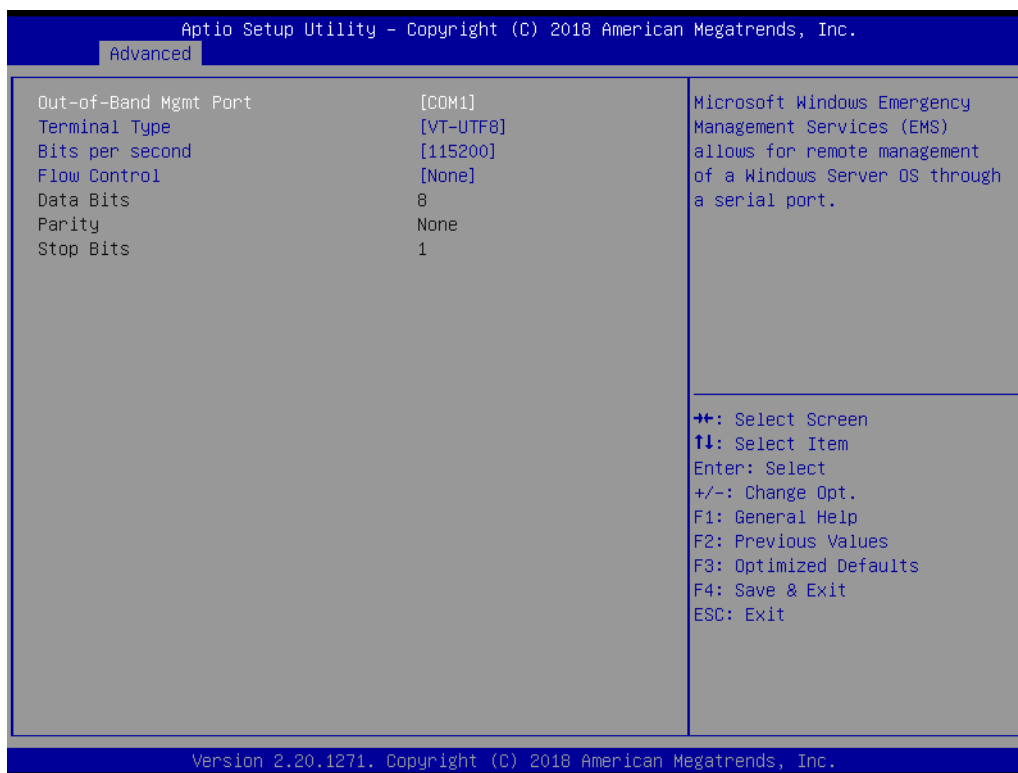 Aptio Setup Utility – Copyright (C) 2018 American Megatrends, Inc.
Advanced
Out-of-Band Mgmt Port [COM1]
Terminal Type [VT-UTF8]
Bits per second [115200]
Flow Control [None]
Data Bits 8
Parity None
Stop Bits 1
Microsoft Windows Emergency
Management Services (EMS)
allows for remote management
of a Windows Server OS through
a serial port.
→←: Select Screen
↑↓: Select Item
Enter: Select
+/-: Change Opt.
F1: General Help
F2: Previous Values
F3: Optimized Defaults
F4: Save & Exit
ESC: Exit
Version 2.20.1271. Copyright (C) 2018 American Megatrends, Inc.